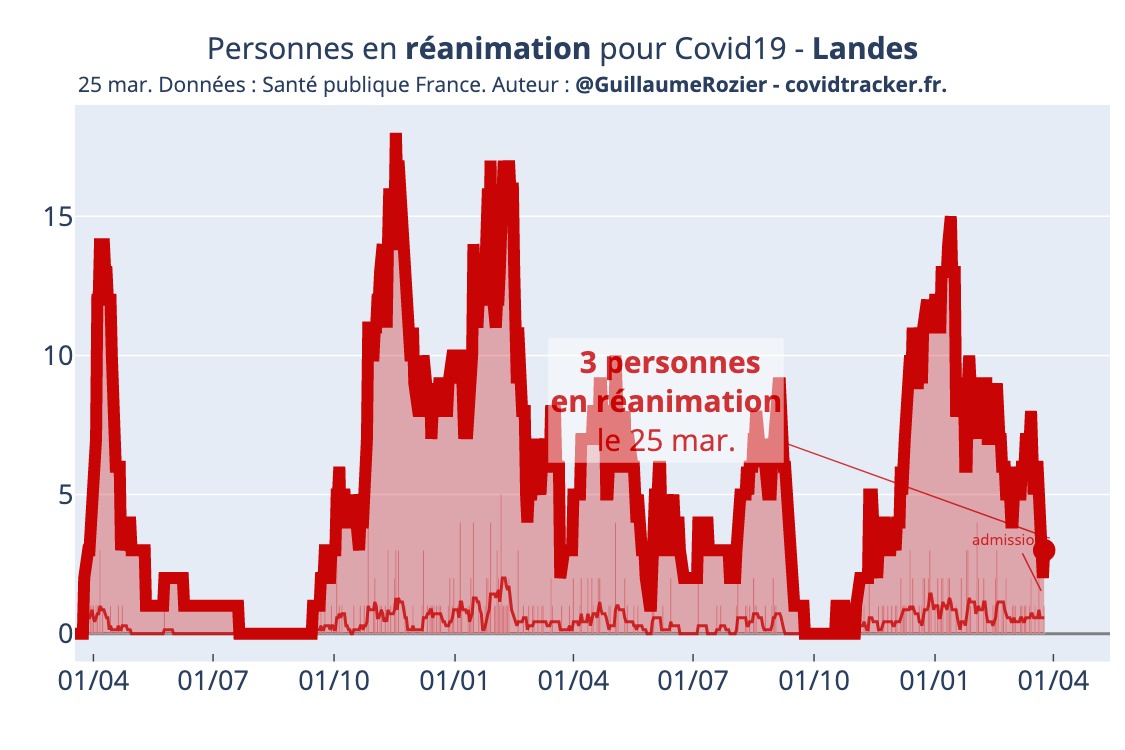 Personnes en réanimation pour Covid19 - Landes
25 mar. Données : Santé publique France. Auteur : @GuillaumeRozier - covidtracker.fr.
15
10
5
0
3 personnes
en réanimation
le 25 mar.
admissions
01/04 01/07 01/10 01/01 01/04 01/07 01/10 01/01 01/04